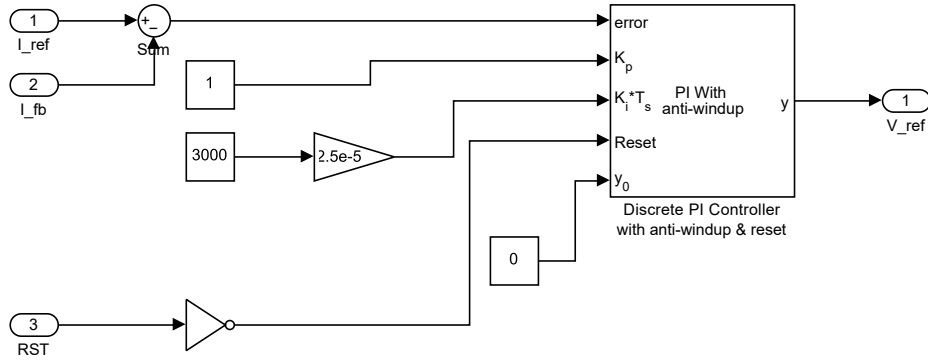 1
I_ref
+
−
Sum
2
I_fb
1
3000
2.5e-5
0
3
RST
error
K_p
K_i*T_s
Reset
y_0
PI With
anti-windup
y
Discrete PI Controller
with anti-windup & reset
1
V_ref